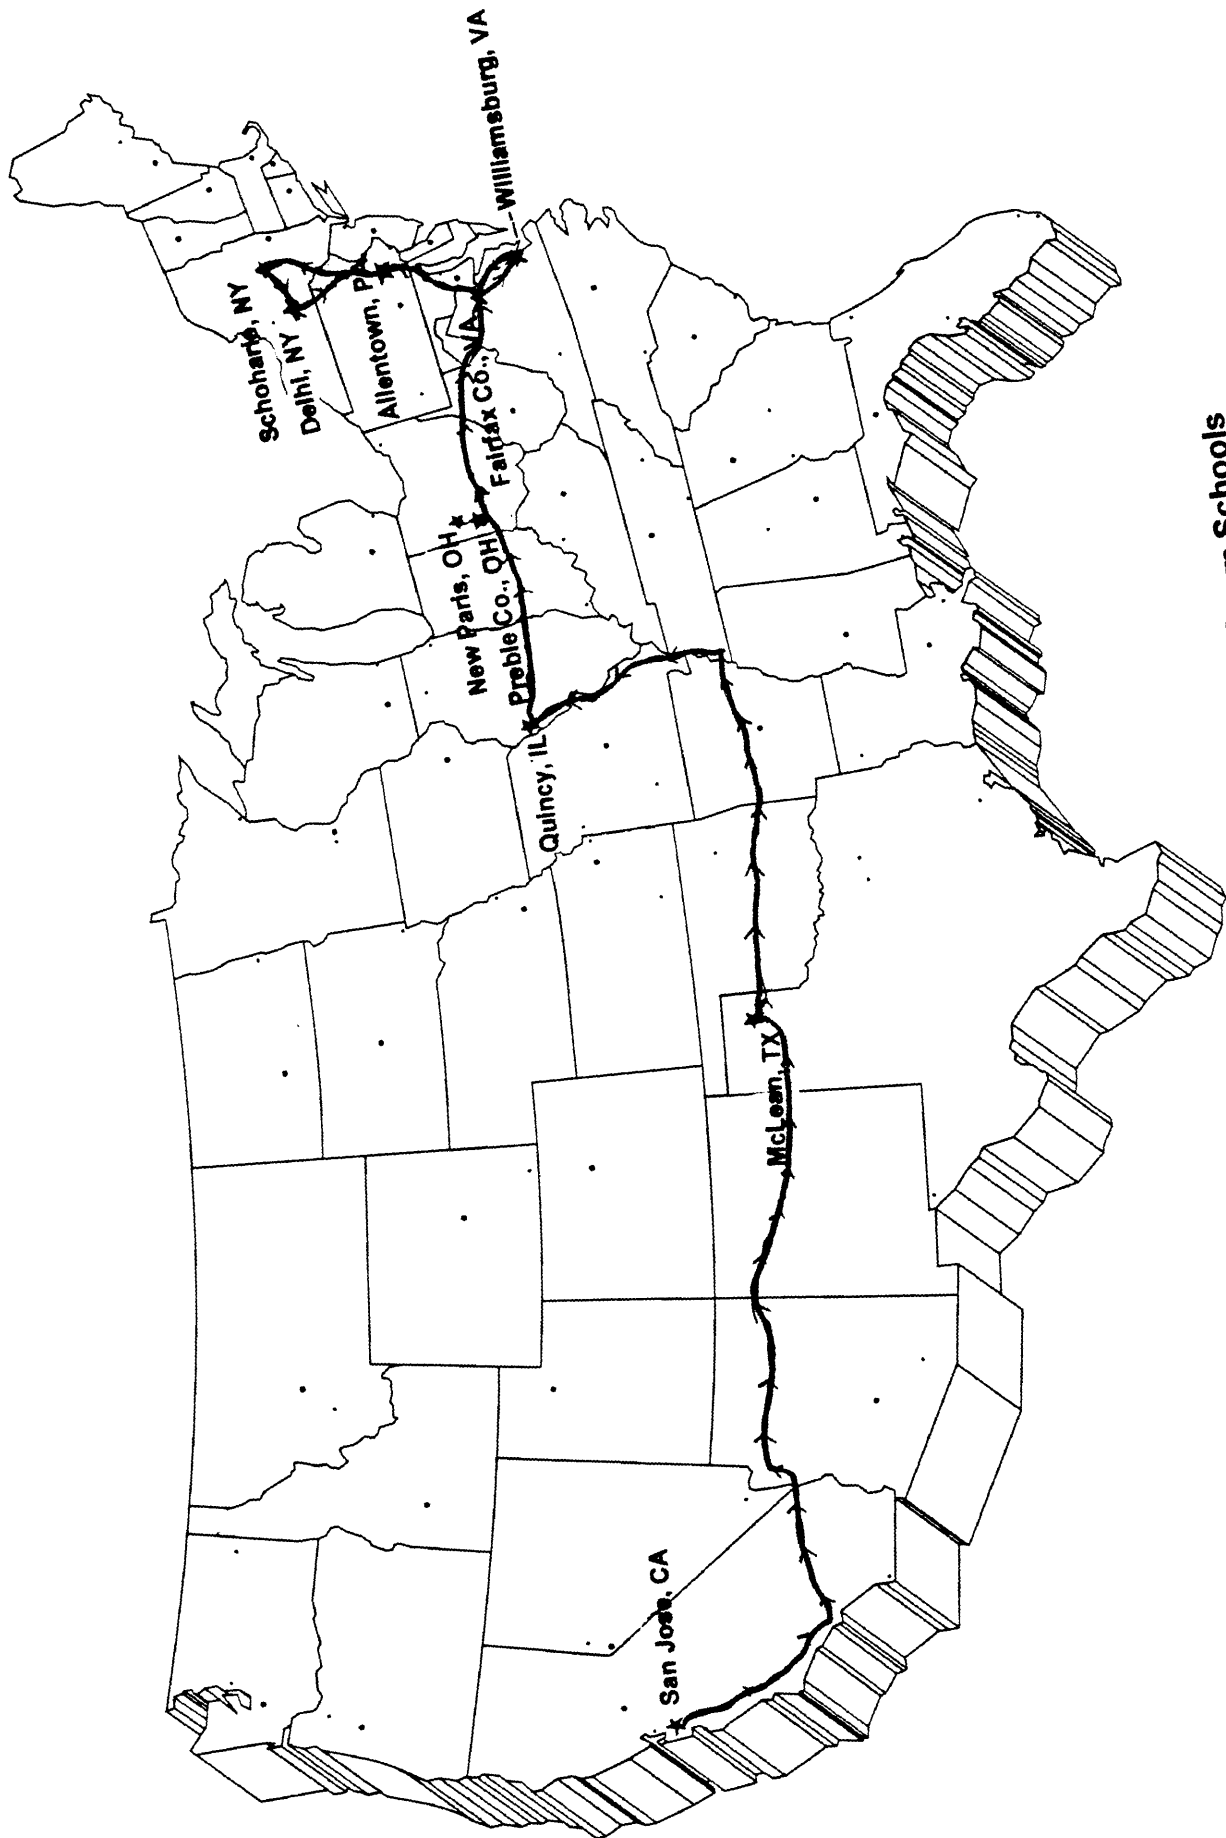 Schoharie, NY
Delhi, NY
Allentown, PA
Williamsburg, VA
Fairfax Co., VA
New Paris, OH
Preble Co., OH
Quincy, IL
McLean, TX
San Jose, CA
Schools